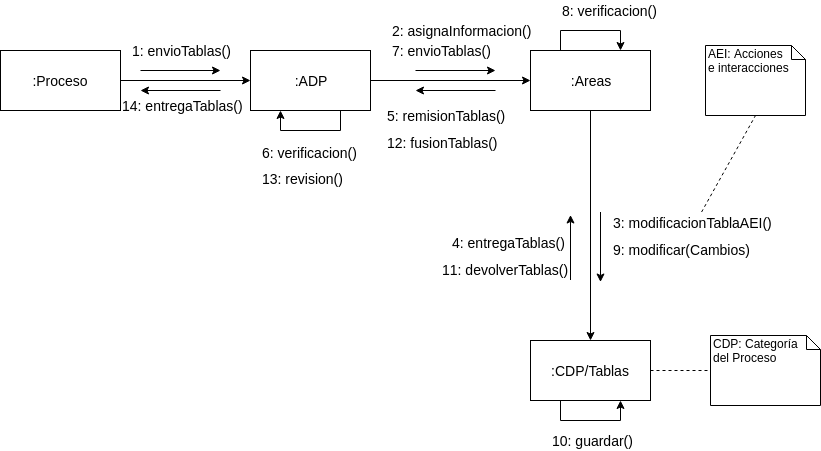 8: verificacion()
2: asignaInformacion()
1: envioTablas()
7: envioTablas()
AEI: Acciones
e interacciones
:Proceso
:ADP
:Areas
14: entregaTablas()
5: remisionTablas()
12: fusionTablas()
6: verificacion()
13: revision()
3: modificacionTablaAEI()
4: entregaTablas()
9: modificar(Cambios)
11: devolverTablas()
CDP: Categoría
del Proceso
:CDP/Tablas
10: guardar()